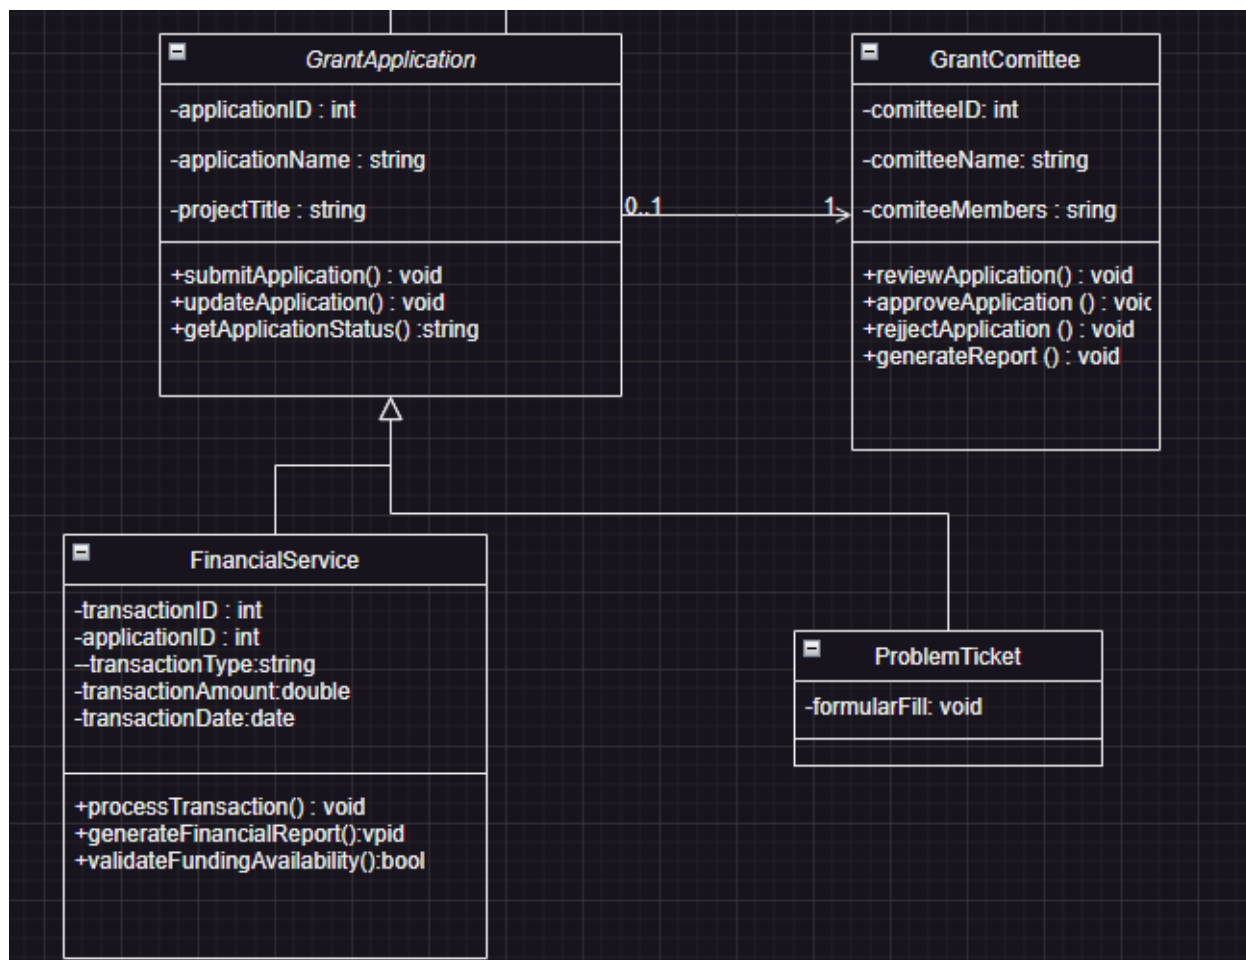 GrantApplication
-applicationID : int
-applicationName : string
-projectTitle : string
+submitApplication() : void
+updateApplication() : void
+getApplicationStatus() :string
0..1
1
GrantComittee
-comitteeID: int
-comitteeName: string
-comiteeMembers : sring
+reviewApplication() : void
+approveApplication () : void
+rejjectApplication () : void
+generateReport () : void
FinancialService
-transactionID : int
-applicationID : int
--transactionType:string
-transactionAmount:double
-transactionDate:date
+processTransaction() : void
+generateFinancialReport():vpid
+validateFundingAvailability():bool
ProblemTicket
-formularFill: void